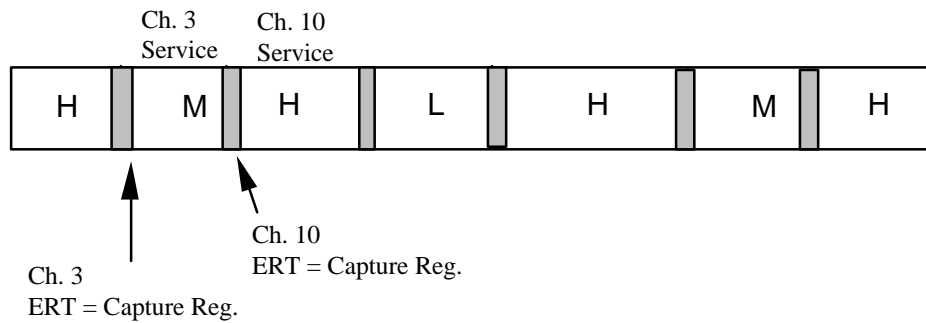 Ch. 3
Service
Ch. 10
Service
H M H L H M H
Ch. 10
ERT = Capture Reg.
Ch. 3
ERT = Capture Reg.